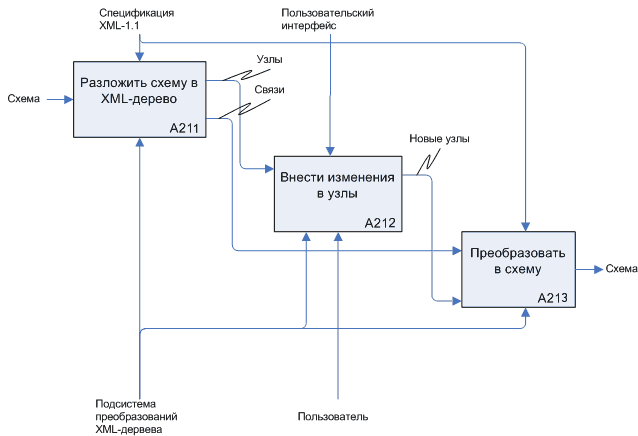 Спецификация
XML-1.1
Пользовательский
интерфейс
Узлы
Разложить схему в
XML-дерево
Связи
Схема
A211
Новые узлы
Внести изменения
в узлы
A212
Преобразовать
в схему
Схема
A213
Подсистема
преобразований
XML-дервева
Пользователь